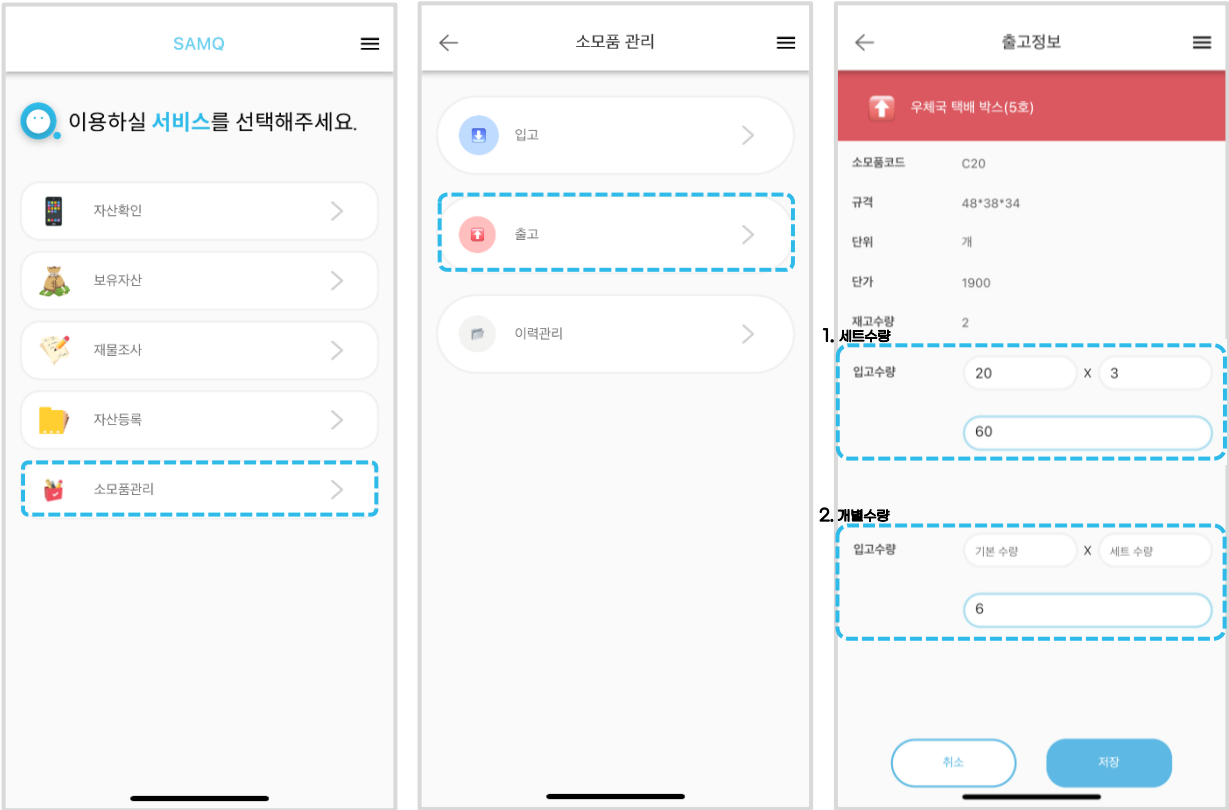 SAMQ
이용하실 서비스를 선택해주세요.
자산확인
보유자산
재물조사
자산등록
소모품관리
소모품 관리
입고
출고
이력관리
출고정보
우체국 택배 박스(5호)
소모품코드 C20
규격 48*38*34
단위 개
단가 1900
재고수량 2
1. 세트수량
입고수량 20 X 3
60
2. 개별수량
입고수량 기본 수량 X 세트 수량
6
취소 저장